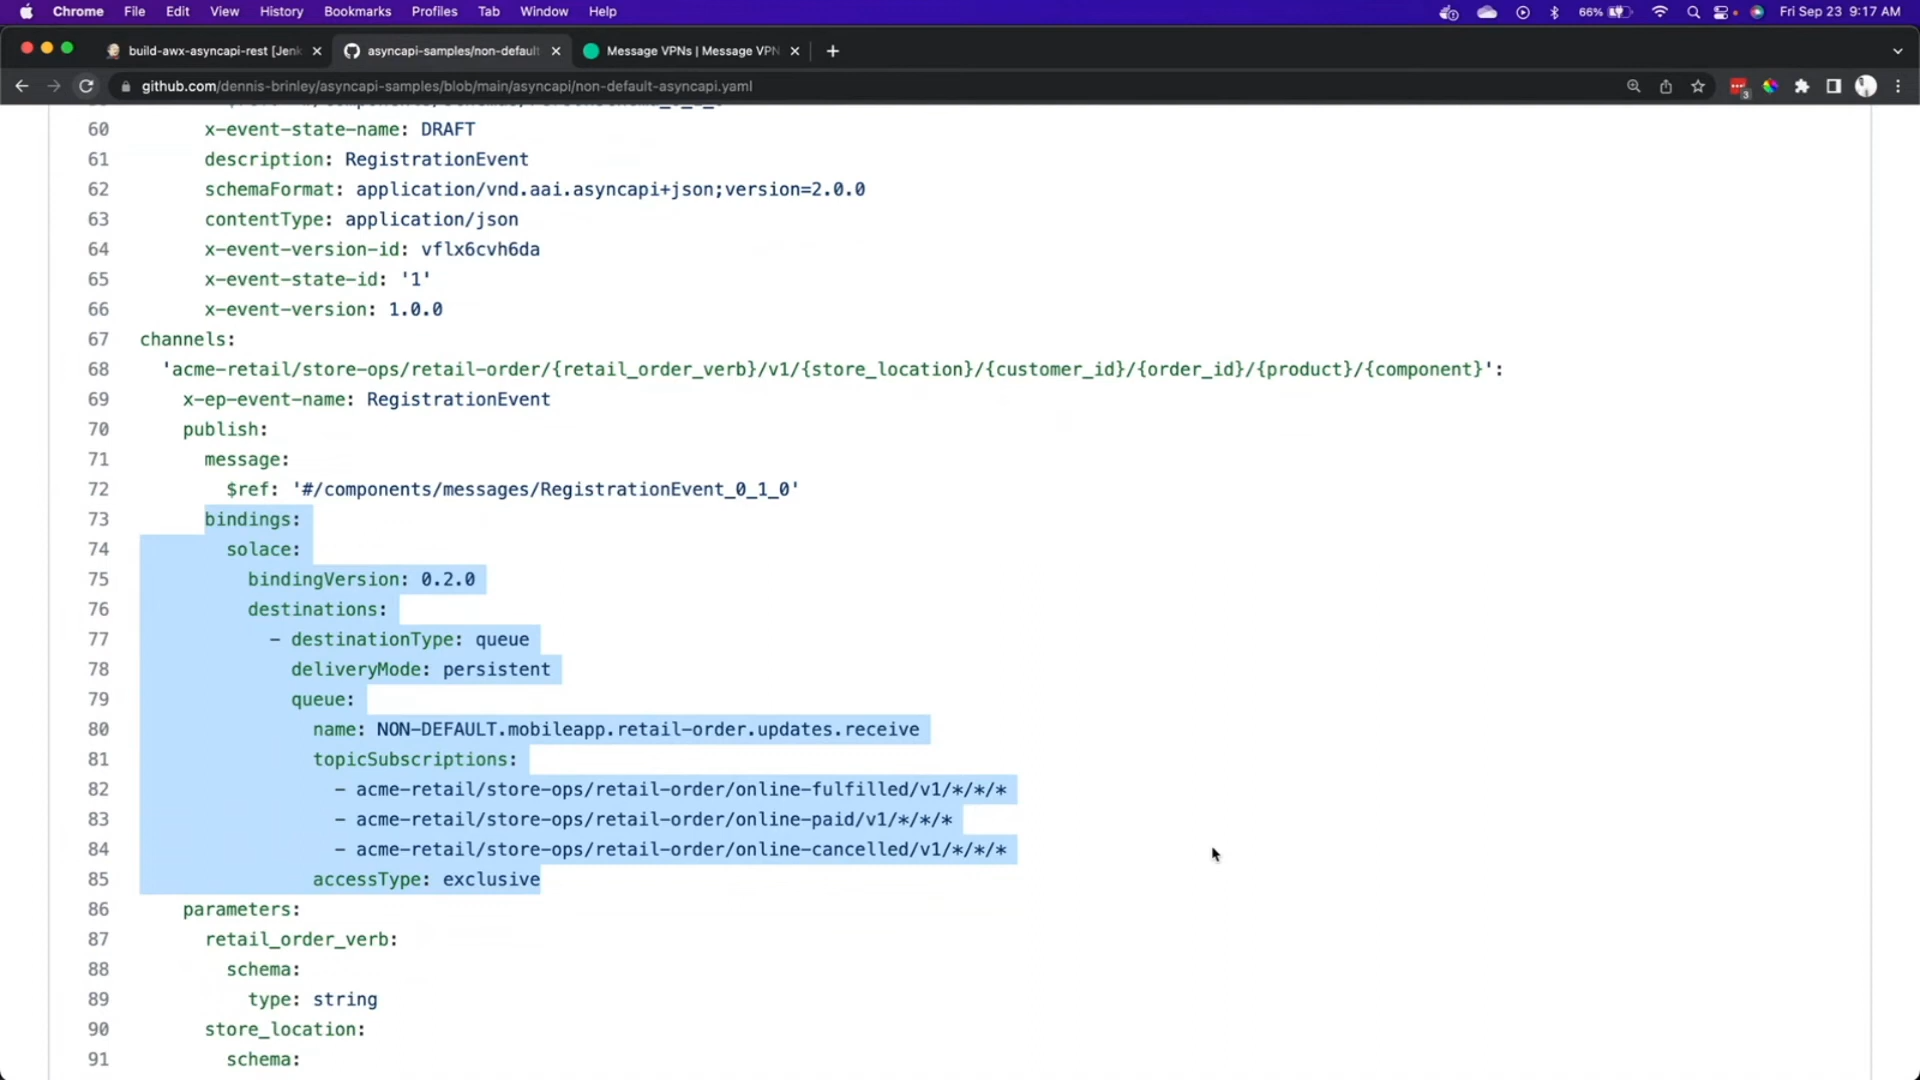 Chrome File Edit View History Bookmarks Profiles Tab Window Help 66% Fri Sep 23 9:17 AM
build-awx-asyncapi-rest [Jenk asyncapi-samples/non-default Message VPNs | Message VPN
github.com/dennis-brinley/asyncapi-samples/blob/main/asyncapi/non-default-asyncapi.yaml 3
60 x-event-state-name: DRAFT
61 description: RegistrationEvent
62 schemaFormat: application/vnd.aai.asyncapi+json;version=2.0.0
63 contentType: application/json
64 x-event-version-id: vflx6cvh6da
65 x-event-state-id: '1'
66 x-event-version: 1.0.0
67 channels:
68 'acme-retail/store-ops/retail-order/{retail_order_verb}/v1/{store_location}/{customer_id}/{order_id}/{product}/{component}':
69 x-ep-event-name: RegistrationEvent
70 publish:
71 message:
72 $ref: '#/components/messages/RegistrationEvent_0_1_0'
73 bindings:
74 solace:
75 bindingVersion: 0.2.0
76 destinations:
77 - destinationType: queue
78 deliveryMode: persistent
79 queue:
80 name: NON-DEFAULT.mobileapp.retail-order.updates.receive
81 topicSubscriptions:
82 - acme-retail/store-ops/retail-order/online-fulfilled/v1/*/*/*
83 - acme-retail/store-ops/retail-order/online-paid/v1/*/*/*
84 - acme-retail/store-ops/retail-order/online-cancelled/v1/*/*/*
85 accessType: exclusive
86 parameters:
87 retail_order_verb:
88 schema:
89 type: string
90 store_location:
91 schema: